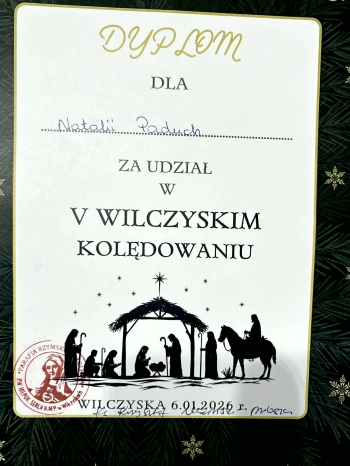 DYPLOM
DLA
Natalii Paduch
ZA UDZIAŁ
W
V WILCZYSKIM
KOLĘDOWANIU
WILCZYSKA 6.01.2026 r.